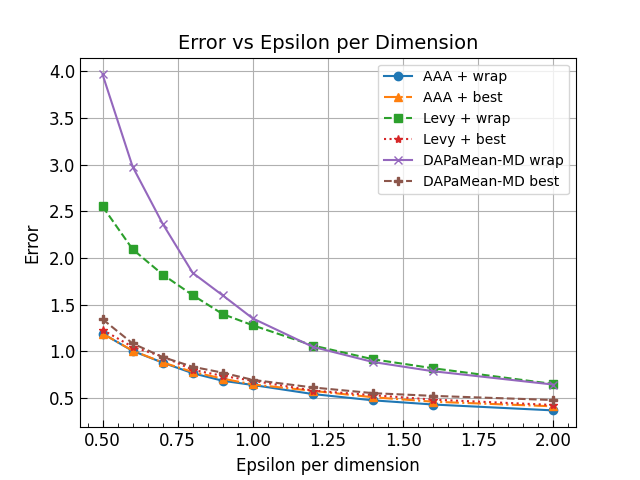 Error vs Epsilon per Dimension
AAA + wrap
AAA + best
Levy + wrap
Levy + best
DAPaMean-MD wrap
DAPaMean-MD best
4.0
3.5
3.0
2.5
2.0
1.5
1.0
0.5
Error
0.50 0.75 1.00 1.25 1.50 1.75 2.00
Epsilon per dimension